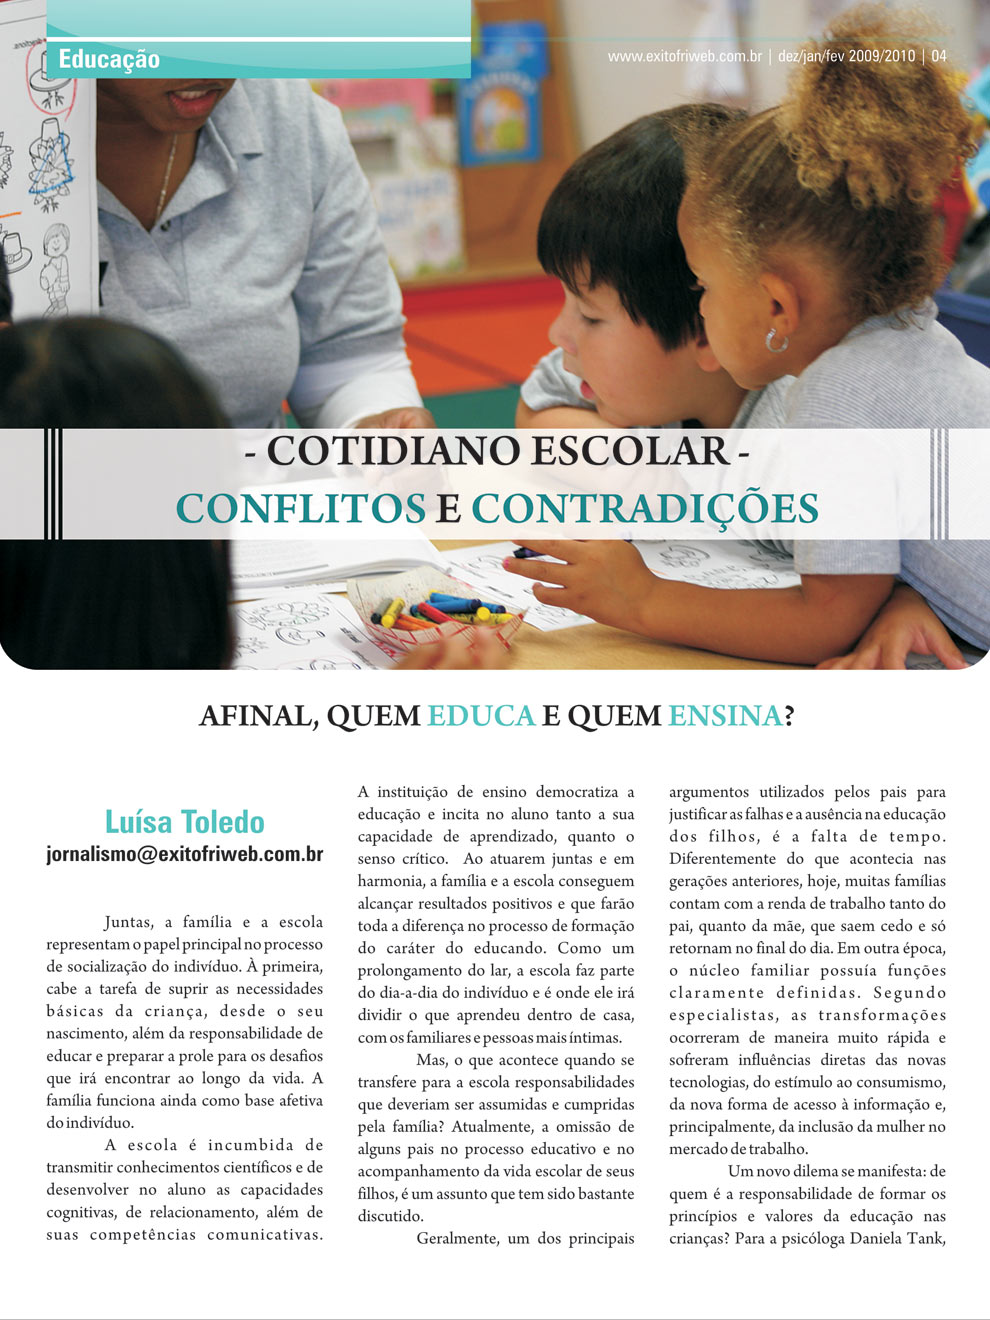 Educação
www.exitofriweb.com.br | dez/jan/fev 2009/2010 | 04
- COTIDIANO ESCOLAR -
CONFLITOS E CONTRADIÇÕES
AFINAL, QUEM EDUCA E QUEM ENSINA?
Luísa Toledo
jornalismo@exitofriweb.com.br
Juntas, a família e a escola
representam o papel principal no processo
de socialização do indivíduo. À primeira,
cabe a tarefa de suprir as necessidades
básicas da criança, desde o seu
nascimento, além da responsabilidade de
educar e preparar a prole para os desafios
que irá encontrar ao longo da vida. A
família funciona ainda como base afetiva
do indivíduo.
A escola é incumbida de
transmitir conhecimentos científicos e de
desenvolver no aluno as capacidades
cognitivas, de relacionamento, além de
suas competências comunicativas.
A instituição de ensino democratiza a
educação e incita no aluno tanto a sua
capacidade de aprendizado, quanto o
senso crítico. Ao atuarem juntas e em
harmonia, a família e a escola conseguem
alcançar resultados positivos e que farão
toda a diferença no processo de formação
do caráter do educando. Como um
prolongamento do lar, a escola faz parte
do dia-a-dia do indivíduo e é onde ele irá
dividir o que aprendeu dentro de casa,
com os familiares e pessoas mais íntimas.
Mas, o que acontece quando se
transfere para a escola responsabilidades
que deveriam ser assumidas e cumpridas
pela família? Atualmente, a omissão de
alguns pais no processo educativo e no
acompanhamento da vida escolar de seus
filhos, é um assunto que tem sido bastante
discutido.
Geralmente, um dos principais
argumentos utilizados pelos pais para
justificar as falhas e a ausência na educação
dos filhos, é a falta de tempo.
Diferentemente do que acontecia nas
gerações anteriores, hoje, muitas famílias
contam com a renda de trabalho tanto do
pai, quanto da mãe, que saem cedo e só
retornam no final do dia. Em outra época,
o núcleo familiar possuía funções
claramente definidas. Segundo
especialistas, as transformações
ocorreram de maneira muito rápida e
sofreram influências diretas das novas
tecnologias, do estímulo ao consumismo,
da nova forma de acesso à informação e,
principalmente, da inclusão da mulher no
mercado de trabalho.
Um novo dilema se manifesta: de
quem é a responsabilidade de formar os
princípios e valores da educação nas
crianças? Para a psicóloga Daniela Tank,